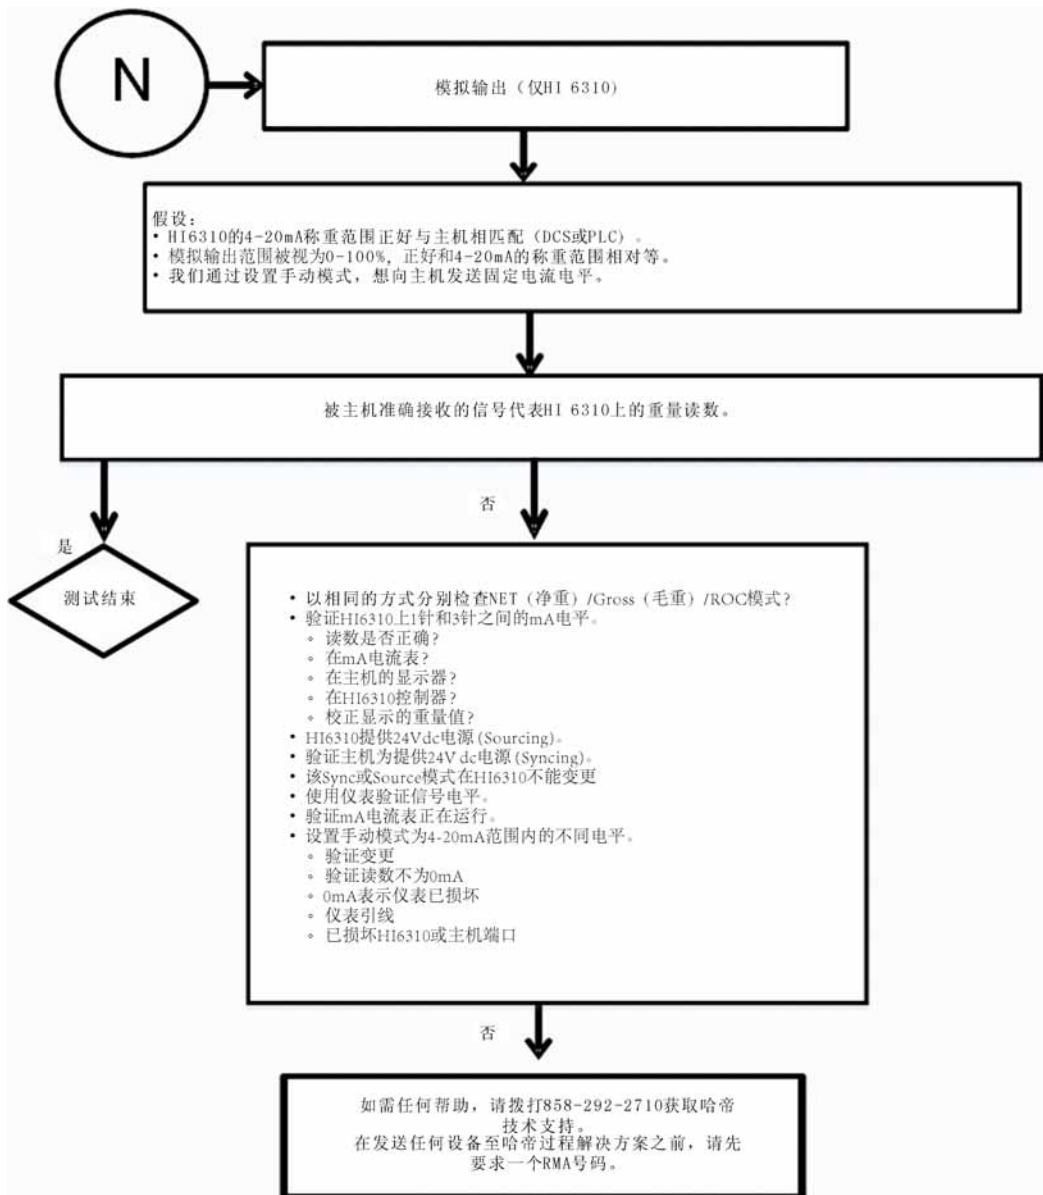 N
模拟输出（仅HI 6310）
假设：
• HI6310的4-20mA称重范围正好与主机相匹配（DCS或PLC）。
• 模拟输出范围被视为0-100%，正好和4-20mA的称重范围相对等。
• 我们通过设置手动模式，想向主机发送固定电流电平。
被主机准确接收的信号代表HI 6310上的重量读数。
否
是
测试结束
• 以相同的方式分别检查NET（净重）/Gross（毛重）/ROC模式？
• 验证HI6310上1针和3针之间的mA电平。
◦ 读数是否正确？
◦ 在mA电流表？
◦ 在主机的显示器？
◦ 在HI6310控制器？
◦ 校正显示的重量值？
• HI6310提供24Vdc电源(Sourcing)。
• 验证主机为提供24V dc电源(Syncing)。
• 该Sync或Source模式在HI6310不能变更
• 使用仪表验证信号电平。
• 验证mA电流表正在运行。
• 设置手动模式为4-20mA范围内的不同电平。
◦ 验证变更
◦ 验证读数不为0mA
◦ 0mA表示仪表已损坏
◦ 仪表引线
◦ 已损坏HI6310或主机端口
否
如需任何帮助，请拨打858-292-2710获取哈帝
技术支持。
在发送任何设备至哈帝过程解决方案之前，请先
要求一个RMA号码。